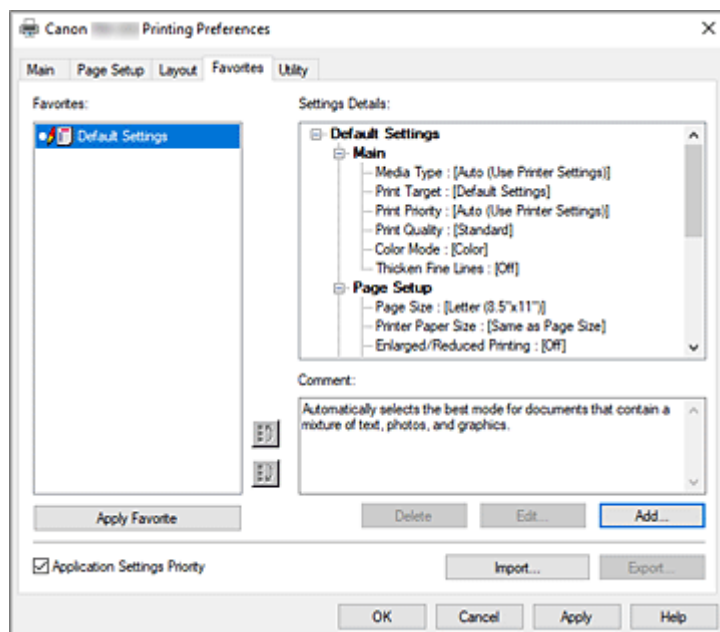 Canon Printing Preferences
Main Page Setup Layout Favorites Utility
Favorites:
Default Settings
Settings Details:
Default Settings
Main
Media Type : [Auto (Use Printer Settings)]
Print Target : [Default Settings]
Print Priority : [Auto (Use Printer Settings)]
Print Quality : [Standard]
Color Mode : [Color]
Thicken Fine Lines : [Off]
Page Setup
Page Size : [Letter (8.5"x11")]
Printer Paper Size : [Same as Page Size]
Enlarged/Reduced Printing : [Off]
Comment:
Automatically selects the best mode for documents that contain a
mixture of text, photos, and graphics.
Apply Favorite
Delete Edit... Add...
Application Settings Priority
Import... Export...
OK Cancel Apply Help